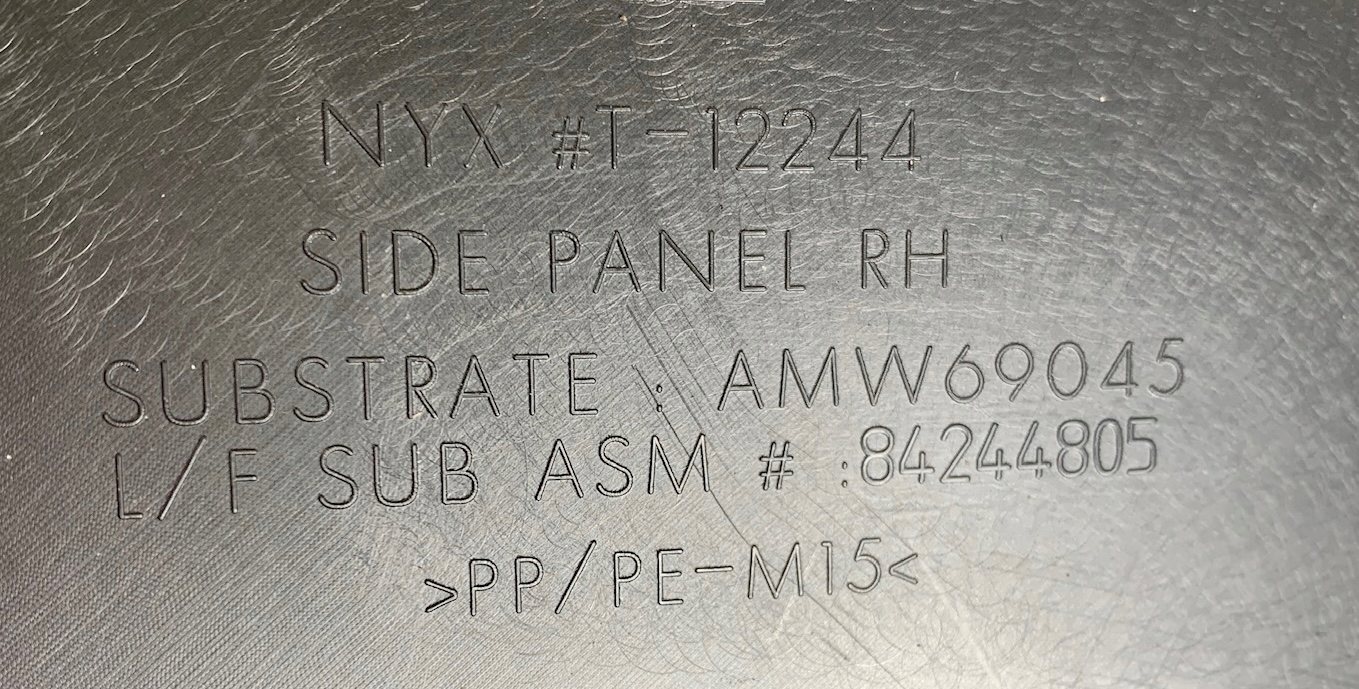 NYX #T-12244
SIDE PANEL RH
SUBSTRATE : AMW69045
L/F SUB ASM # :84244805
>PP/PE-M15<